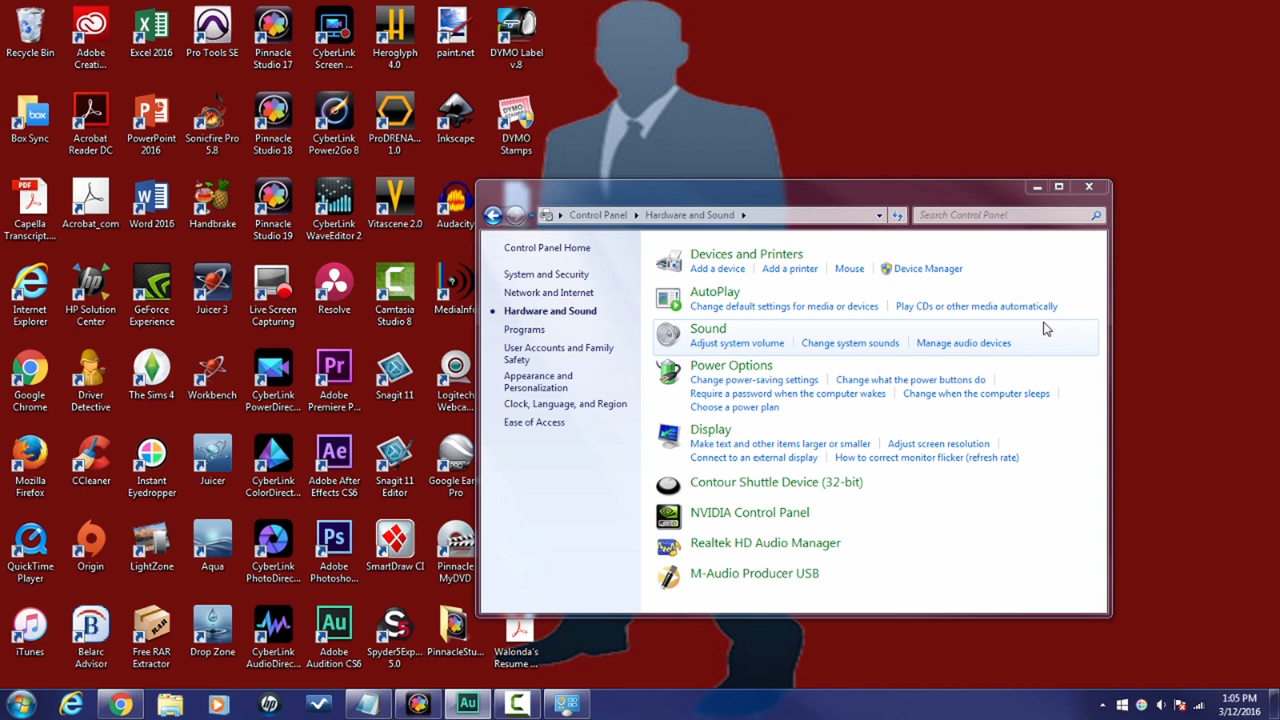 Recycle Bin
Adobe
Creati...
Excel 2016
Pro Tools SE
Pinnacle
Studio 17
CyberLink
Screen ...
Heroglyph
4.0
paint.net
DYMO Label
v.8
Box Sync
Acrobat
Reader DC
PowerPoint
2016
Sonicfire Pro
5.8
Pinnacle
Studio 18
CyberLink
Power2Go 8
ProDRENA...
1.0
Inkscape
DYMO
Stamps
Capella
Transcript....
Acrobat_com
Word 2016
Handbrake
Pinnacle
Studio 19
CyberLink
WaveEditor 2
Vitascene 2.0
Audacity
Internet
Explorer
HP Solution
Center
GeForce
Experience
Juicer 3
Live Screen
Capturing
Resolve
Camtasia
Studio 8
MediaInfo
Google
Chrome
Driver
Detective
The Sims 4
Workbench
CyberLink
PowerDirec...
Adobe
Premiere P...
Snagit 11
Logitech
Webca...
Mozilla
Firefox
CCleaner
Instant
Eyedropper
Juicer
CyberLink
ColorDirect...
Adobe After
Effects CS6
Snagit 11
Editor
Google Ear
Pro
QuickTime
Player
Origin
LightZone
Aqua
CyberLink
PhotoDirec...
Adobe
Photosho...
SmartDraw CI
Pinnacle
MyDVD
iTunes
Belarc
Advisor
Free RAR
Extractor
Drop Zone
CyberLink
AudioDirec...
Adobe
Audition CS6
Spyder5Exp...
5.0
PinnacleStu...
Walonda's
Resume ...
Control Panel
Hardware and Sound
Search Control Panel
Control Panel Home
System and Security
Network and Internet
Hardware and Sound
Programs
User Accounts and Family
Safety
Appearance and
Personalization
Clock, Language, and Region
Ease of Access
Devices and Printers
Add a device Add a printer Mouse Device Manager
AutoPlay
Change default settings for media or devices Play CDs or other media automatically
Sound
Adjust system volume Change system sounds Manage audio devices
Power Options
Change power-saving settings Change what the power buttons do
Require a password when the computer wakes Change when the computer sleeps
Choose a power plan
Display
Make text and other items larger or smaller Adjust screen resolution
Connect to an external display How to correct monitor flicker (refresh rate)
Contour Shuttle Device (32-bit)
NVIDIA Control Panel
Realtek HD Audio Manager
M-Audio Producer USB
1:05 PM
3/12/2016